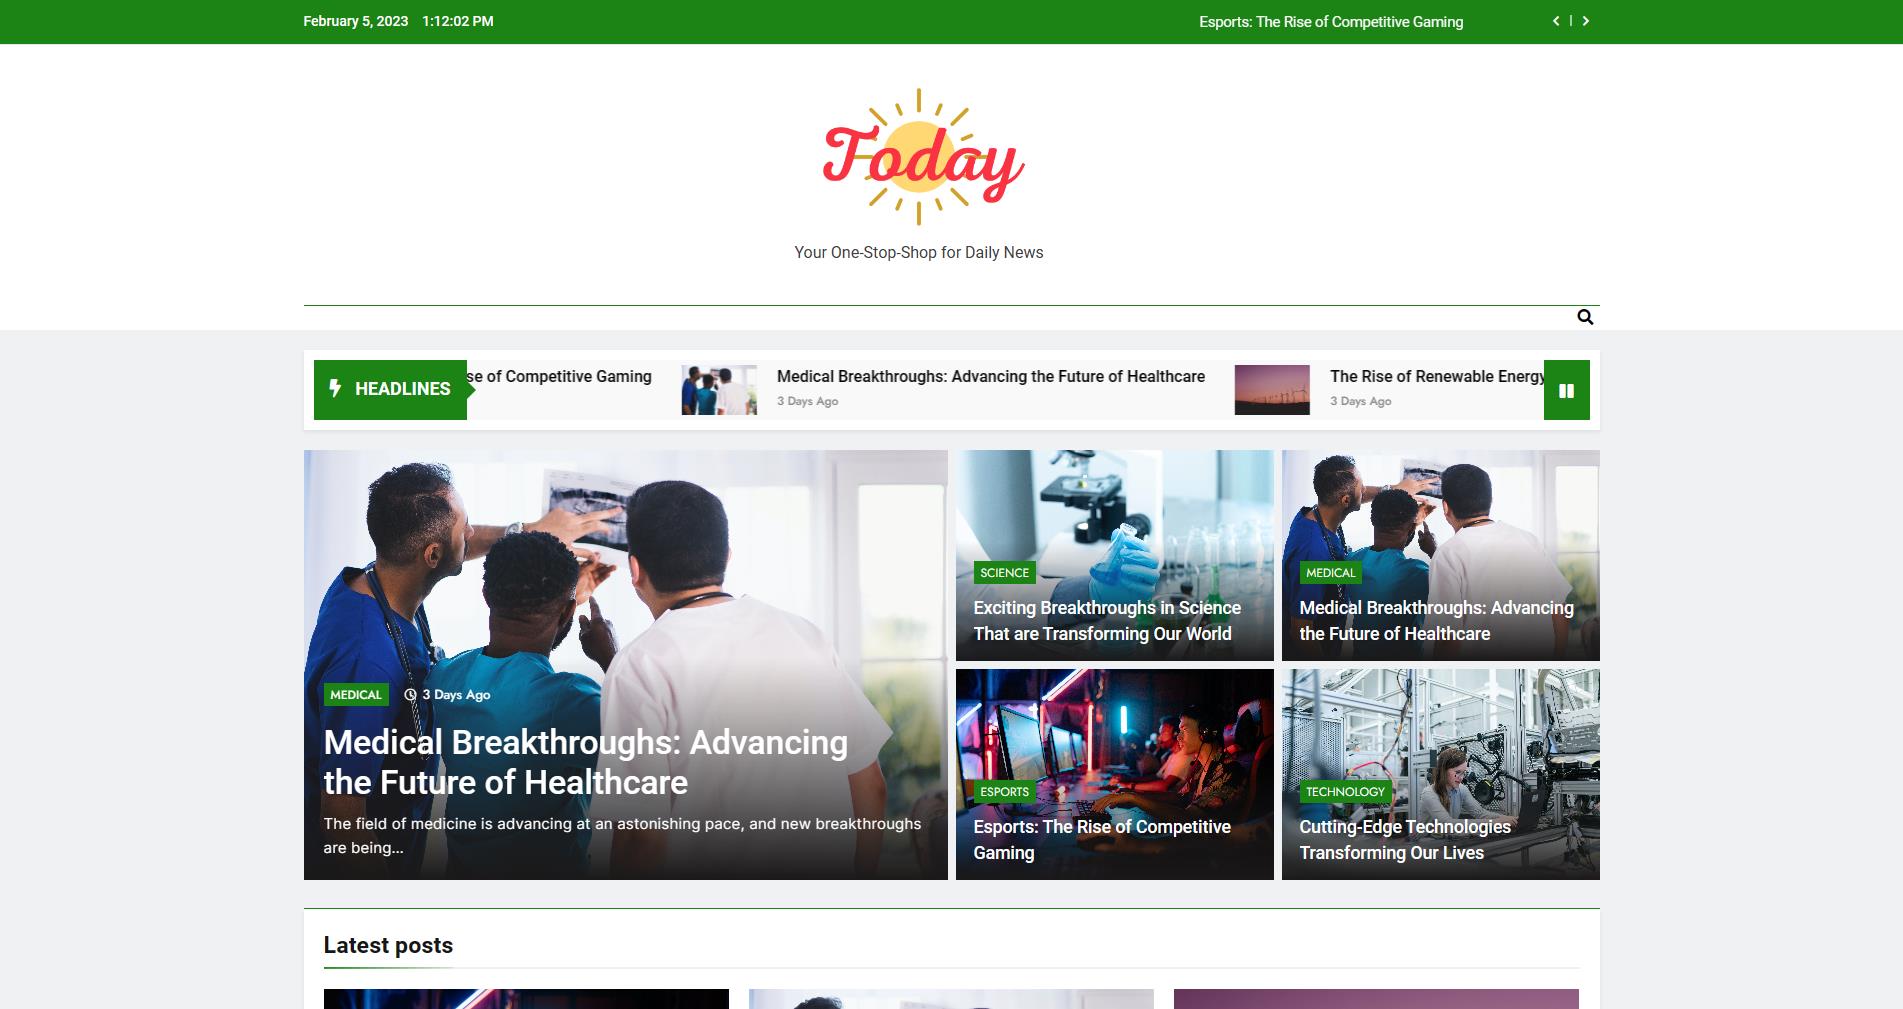 February 5, 2023 1:12:02 PM
Esports: The Rise of Competitive Gaming
Today
Your One-Stop-Shop for Daily News
HEADLINES
se of Competitive Gaming
Medical Breakthroughs: Advancing the Future of Healthcare
3 Days Ago
The Rise of Renewable Energy
3 Days Ago
MEDICAL
3 Days Ago
Medical Breakthroughs: Advancing
the Future of Healthcare
The field of medicine is advancing at an astonishing pace, and new breakthroughs
are being...
SCIENCE
Exciting Breakthroughs in Science
That are Transforming Our World
MEDICAL
Medical Breakthroughs: Advancing
the Future of Healthcare
ESPORTS
Esports: The Rise of Competitive
Gaming
TECHNOLOGY
Cutting-Edge Technologies
Transforming Our Lives
Latest posts